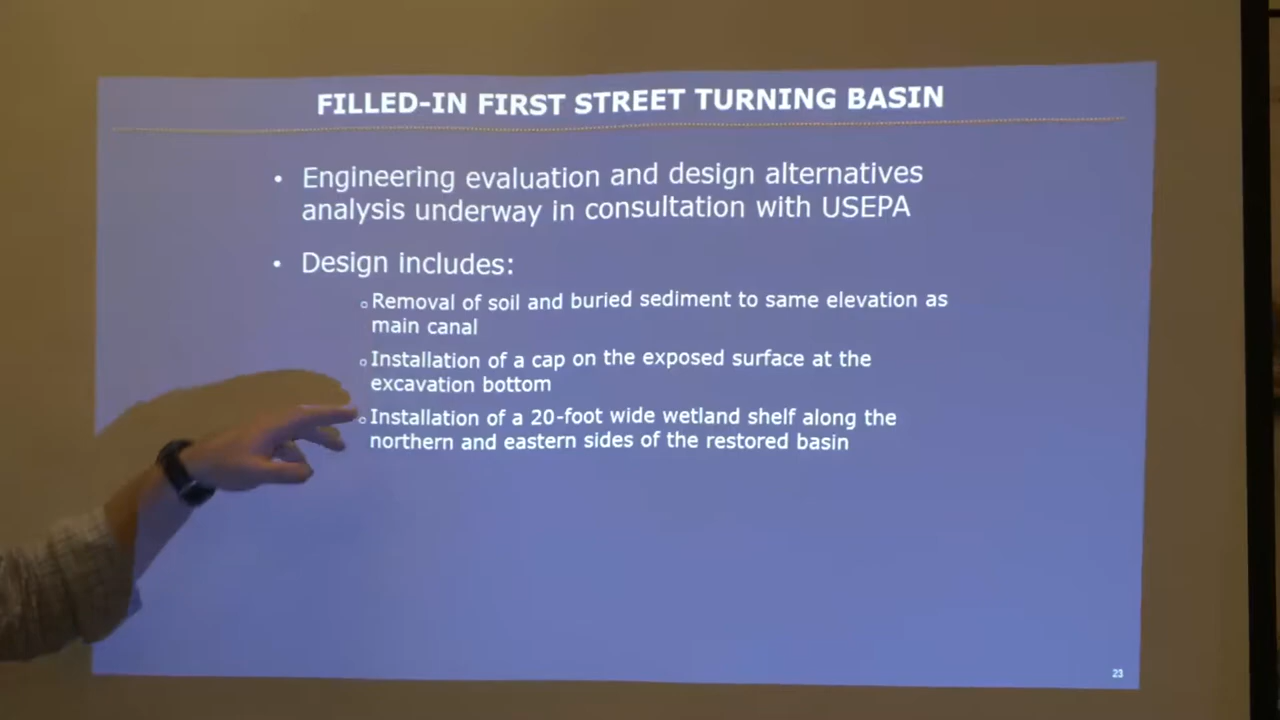 FILLED-IN FIRST STREET TURNING BASIN
• Engineering evaluation and design alternatives
analysis underway in consultation with USEPA
• Design includes:
○ Removal of soil and buried sediment to same elevation as
main canal
○ Installation of a cap on the exposed surface at the
excavation bottom
○ Installation of a 20-foot wide wetland shelf along the
northern and eastern sides of the restored basin
23